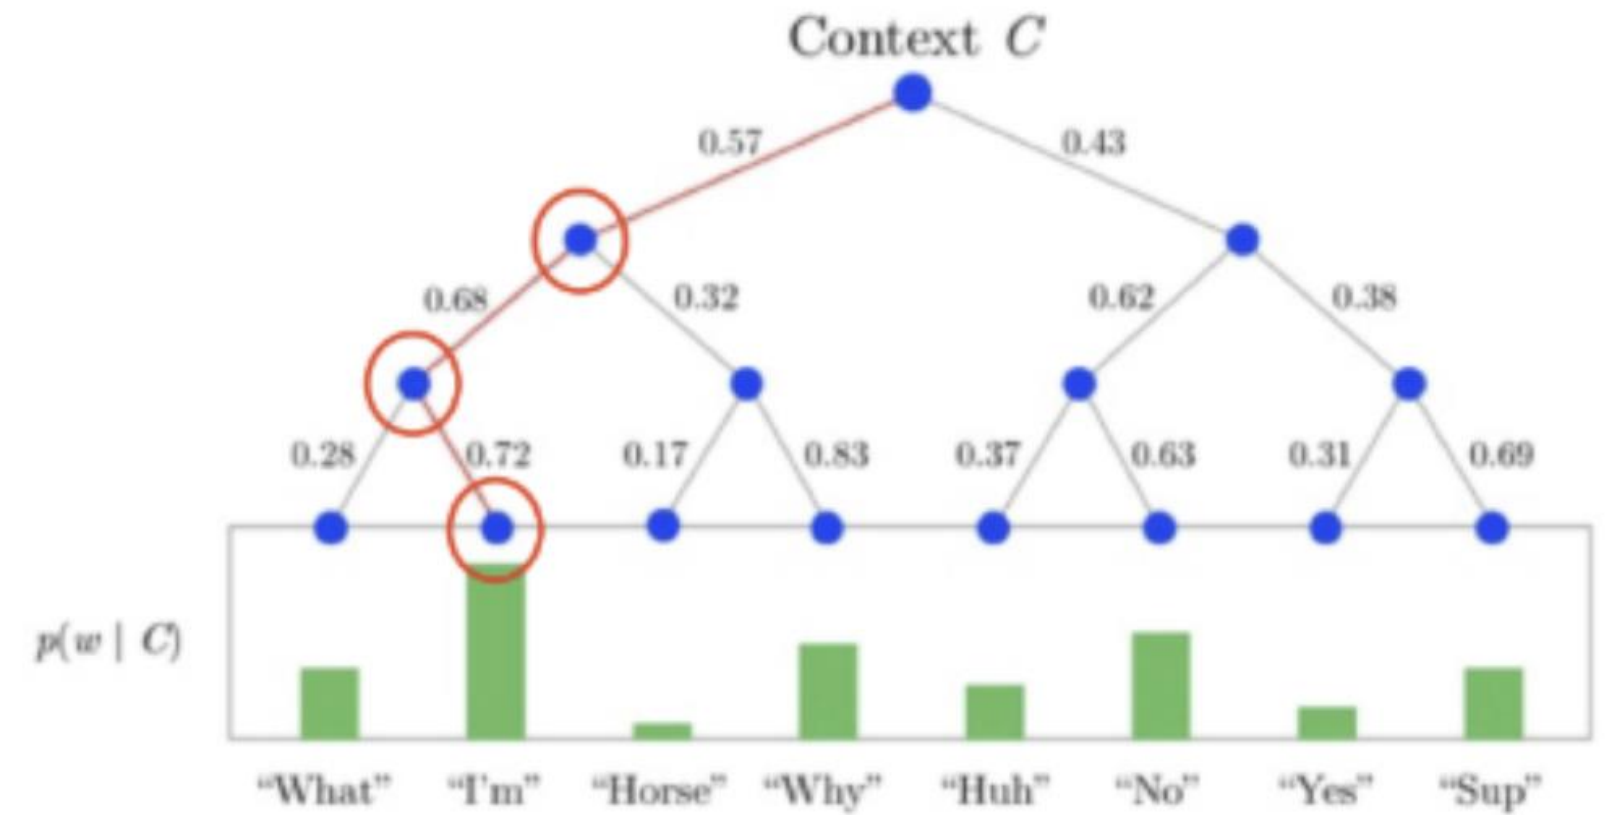 Context C
0.57 0.43
0.68 0.32 0.62 0.38
0.28 0.72 0.17 0.83 0.37 0.63 0.31 0.69
p(w | C)
“What” “I'm” “Horse” “Why” “Huh” “No” “Yes” “Sup”